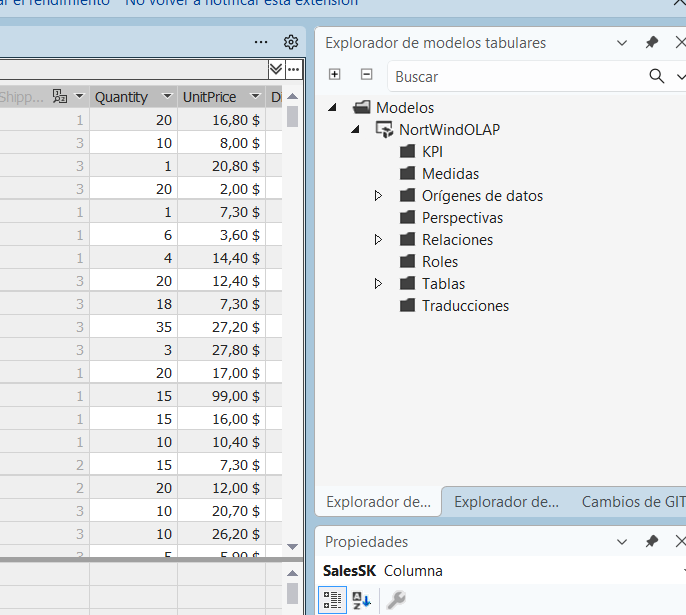 ar el rendimiento No volver a notificar esta extensión
Shipp... Quantity UnitPrice D
1 20 16,80 $
3 10 8,00 $
3 1 20,80 $
3 20 2,00 $
1 1 7,30 $
1 6 3,60 $
1 4 14,40 $
3 20 12,40 $
3 18 7,30 $
3 35 27,20 $
3 3 27,80 $
1 20 17,00 $
1 15 99,00 $
1 15 16,00 $
1 10 10,40 $
2 15 7,30 $
2 20 12,00 $
3 10 20,70 $
3 10 26,20 $
3 5 5,90 $
Explorador de modelos tabulares
Buscar
Modelos
NortWindOLAP
KPI
Medidas
Orígenes de datos
Perspectivas
Relaciones
Roles
Tablas
Traducciones
Explorador de... Explorador de... Cambios de GIT
Propiedades
SalesSK Columna